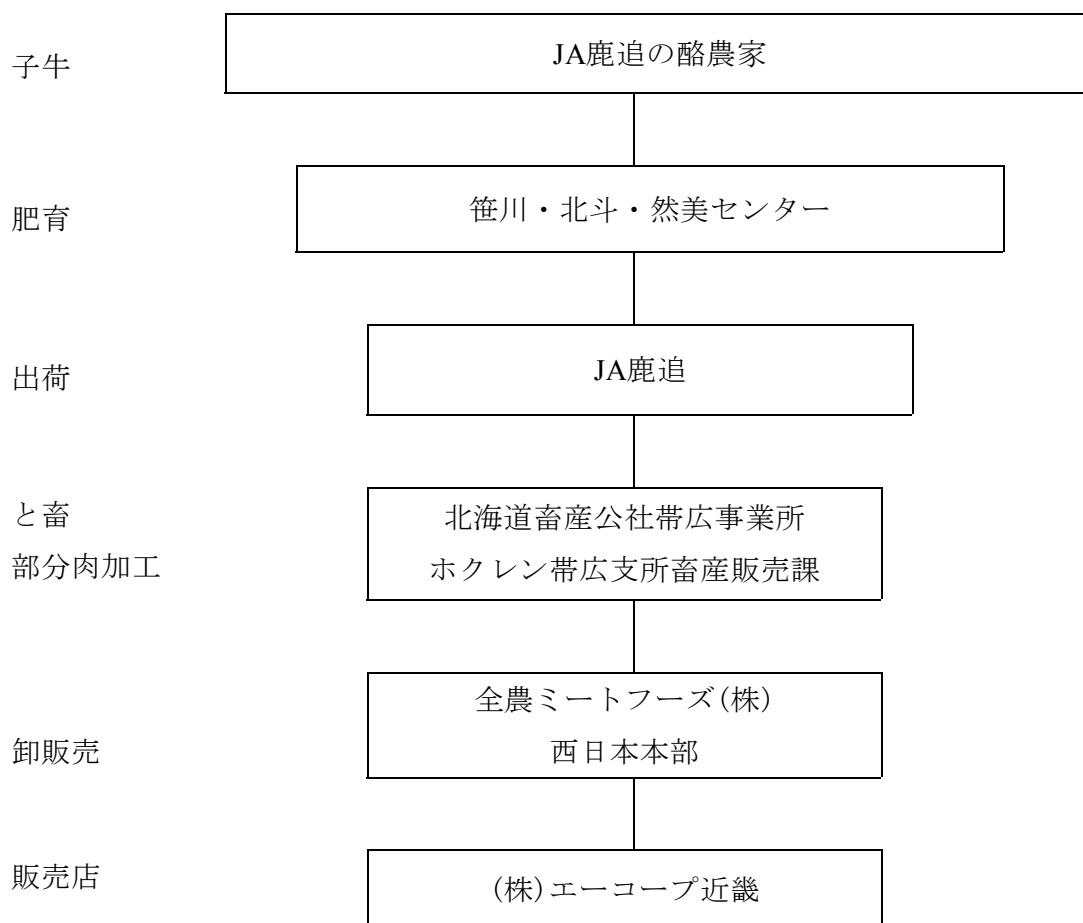 子牛
JA鹿追の酪農家
肥育
笹川・北斗・然美センター
出荷
JA鹿追
と畜
部分肉加工
北海道畜産公社帯広事業所
ホクレン帯広支所畜産販売課
卸販売
全農ミートフーズ(株)
西日本本部
販売店
(株)エーコープ近畿